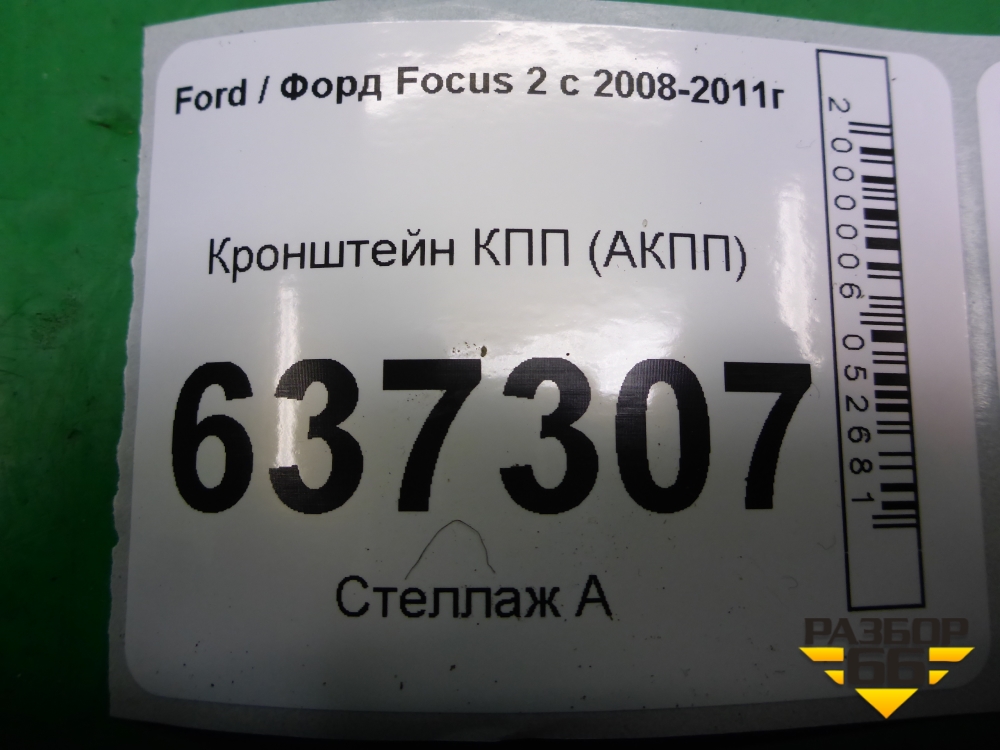 Ford / Форд Focus 2 с 2008-2011г
Кронштейн КПП (АКПП)
637307
Стеллаж А
2000006052681
РАЗБОР
66